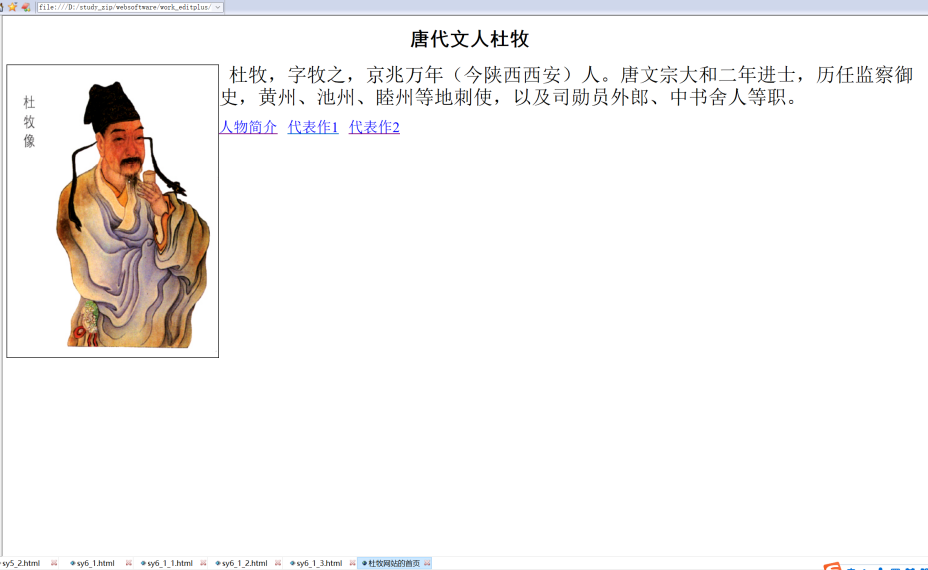 file:///D:/study_zip/websoftware/work_editplus/
唐代文人杜牧
杜牧像
杜牧，字牧之，京兆万年（今陕西西安）人。唐文宗大和二年进士，历任监察御
史，黄州、池州、睦州等地刺使，以及司勋员外郎、中书舍人等职。
人物简介 代表作1 代表作2
sy5_2.html sy6_1.html sy6_1_1.html sy6_1_2.html sy6_1_3.html 杜牧网站的首页